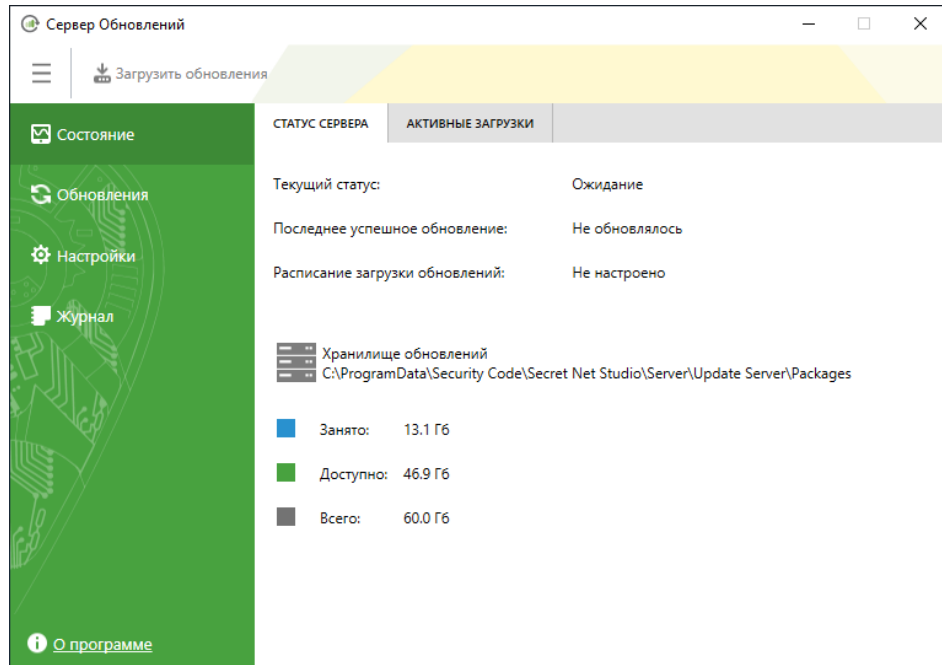 Сервер Обновлений
Загрузить обновления
Состояние
Обновления
Настройки
Журнал
О программе
СТАТУС СЕРВЕРА АКТИВНЫЕ ЗАГРУЗКИ
Текущий статус: Ожидание
Последнее успешное обновление: Не обновлялось
Расписание загрузки обновлений: Не настроено
Хранилище обновлений
C:\ProgramData\Security Code\Secret Net Studio\Server\Update Server\Packages
Занято: 13.1 Гб
Доступно: 46.9 Гб
Всего: 60.0 Гб